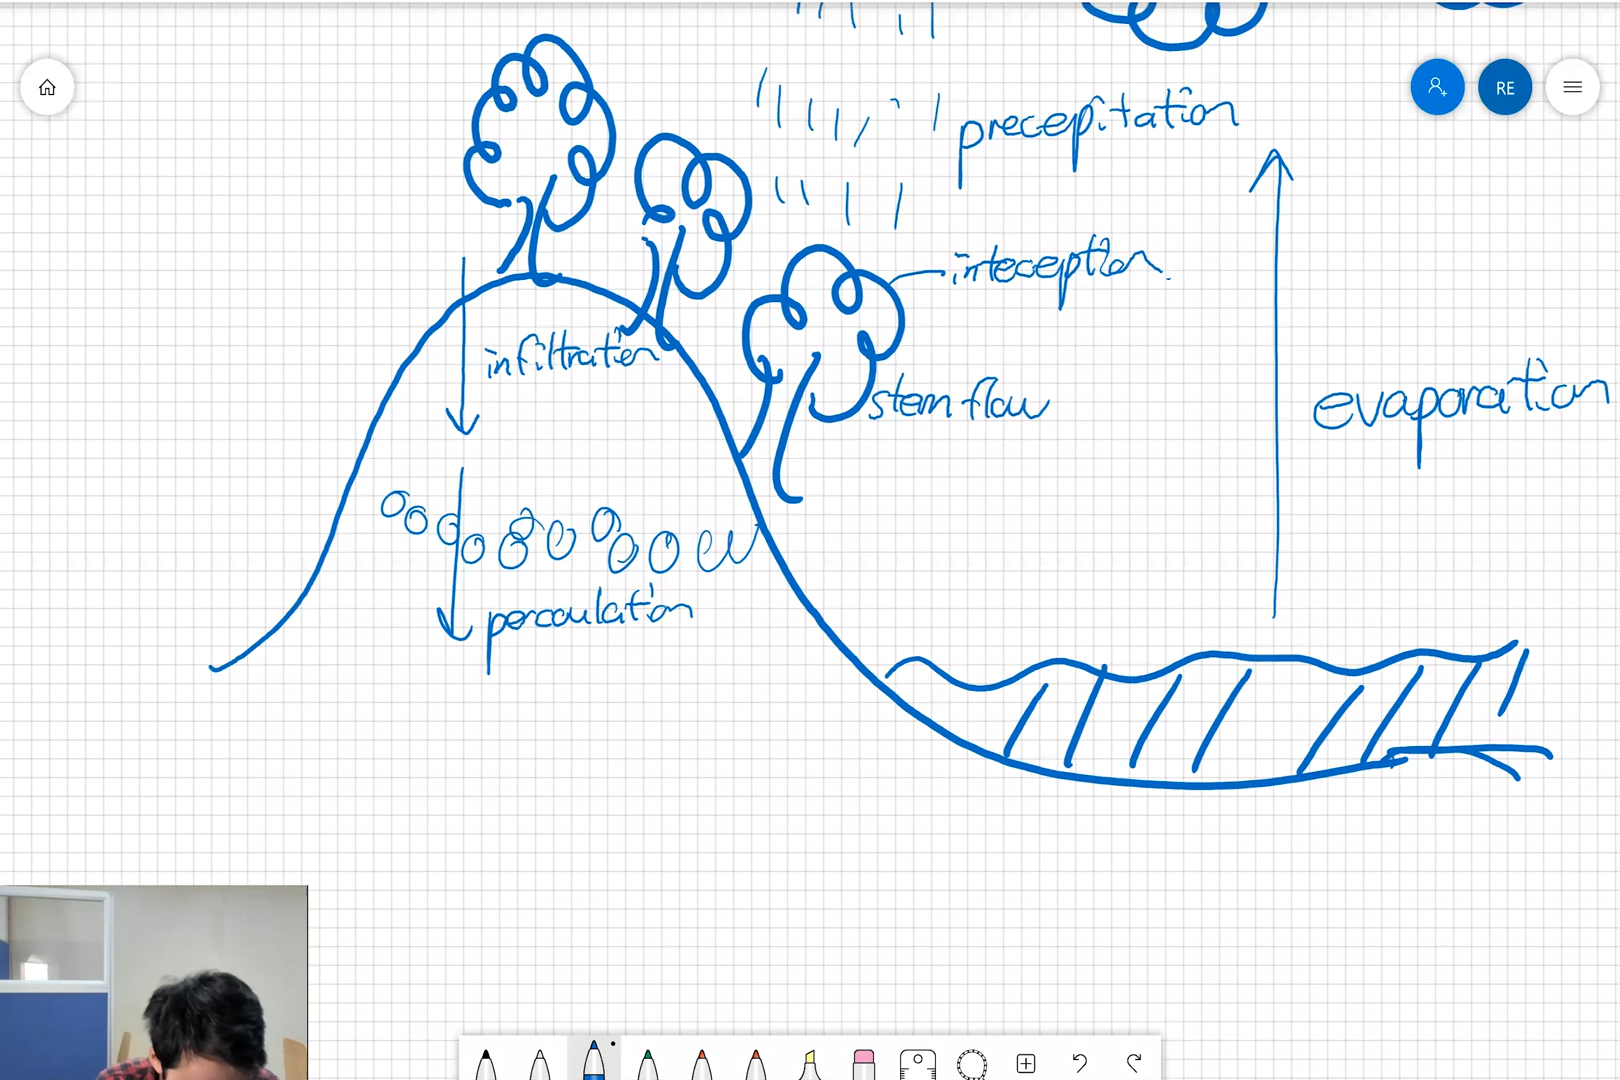 RE
precepitation
inteception
infiltration
stem flow
evaporation
percoulation